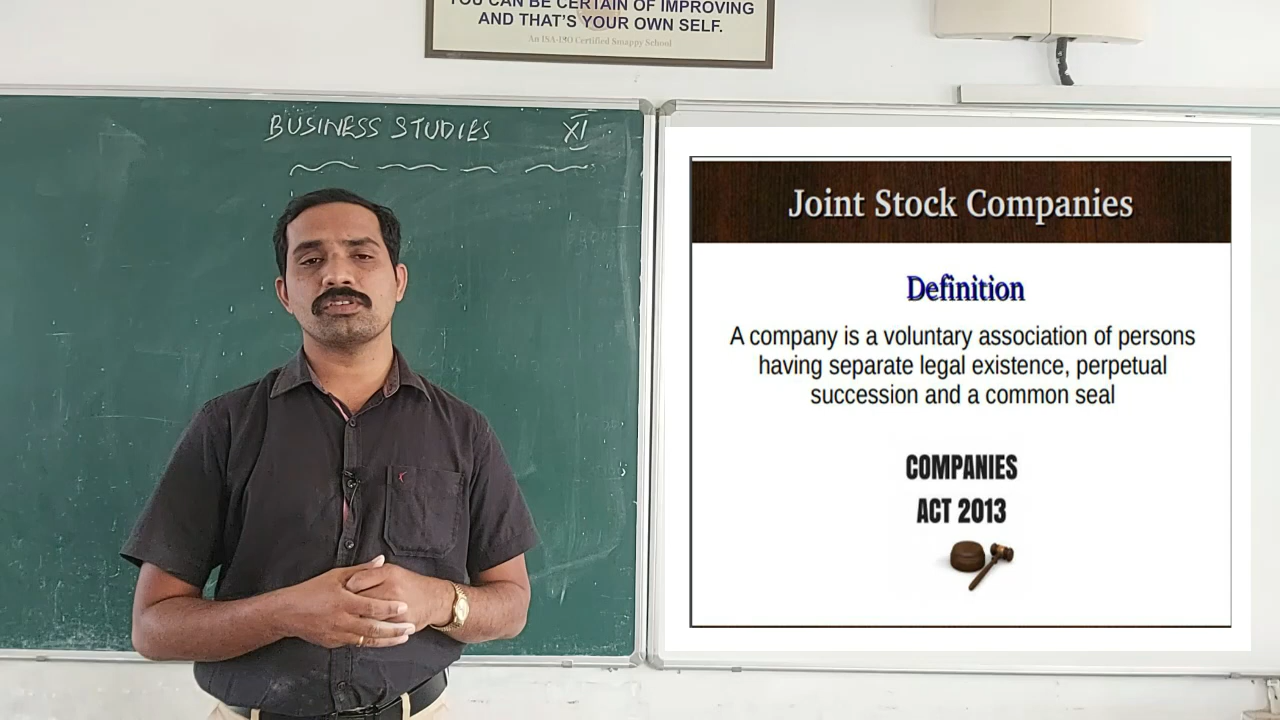 YOU CAN BE CERTAIN OF IMPROVING
AND THAT'S YOUR OWN SELF.
An ISA-ISO Certified Smappy School
BUSINESS STUDIES XI
Joint Stock Companies
Definition
A company is a voluntary association of persons
having separate legal existence, perpetual
succession and a common seal
COMPANIES
ACT 2013